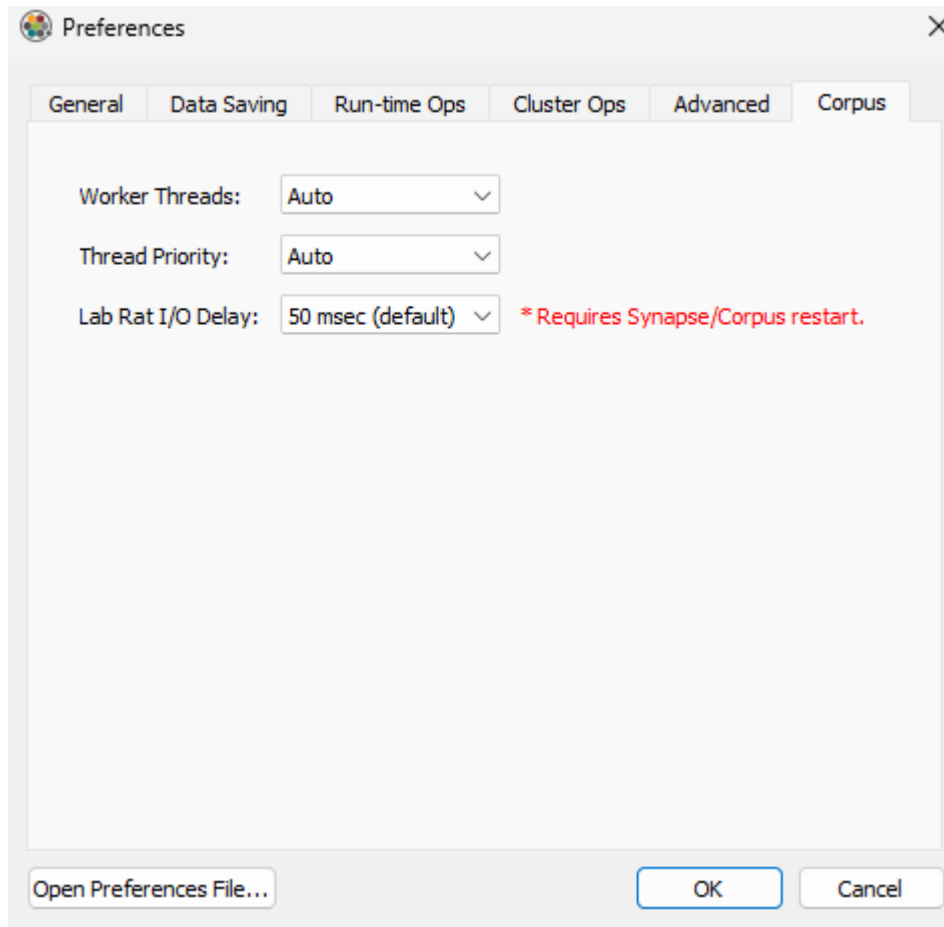 Preferences
General Data Saving Run-time Ops Cluster Ops Advanced Corpus
Worker Threads: Auto
Thread Priority: Auto
Lab Rat I/O Delay: 50 msec (default) * Requires Synapse/Corpus restart.
Open Preferences File... OK Cancel